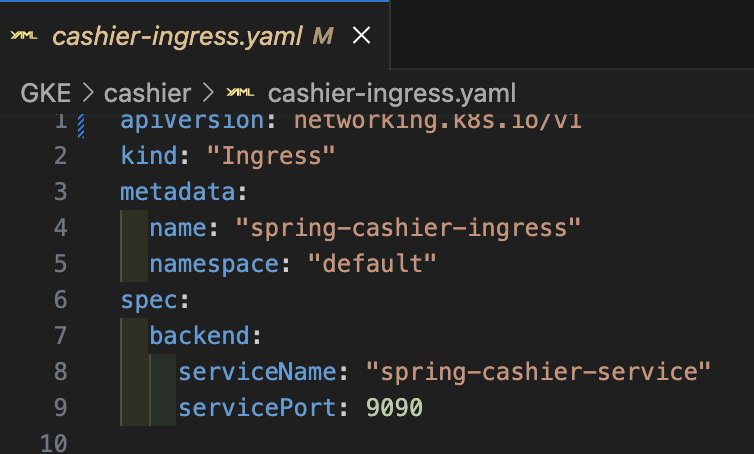 YAML cashier-ingress.yaml M ×
GKE > cashier > YAML cashier-ingress.yaml
1 apiVersion: networking.k8s.io/v1
2 kind: "Ingress"
3 metadata:
4 name: "spring-cashier-ingress"
5 namespace: "default"
6 spec:
7 backend:
8 serviceName: "spring-cashier-service"
9 servicePort: 9090
10